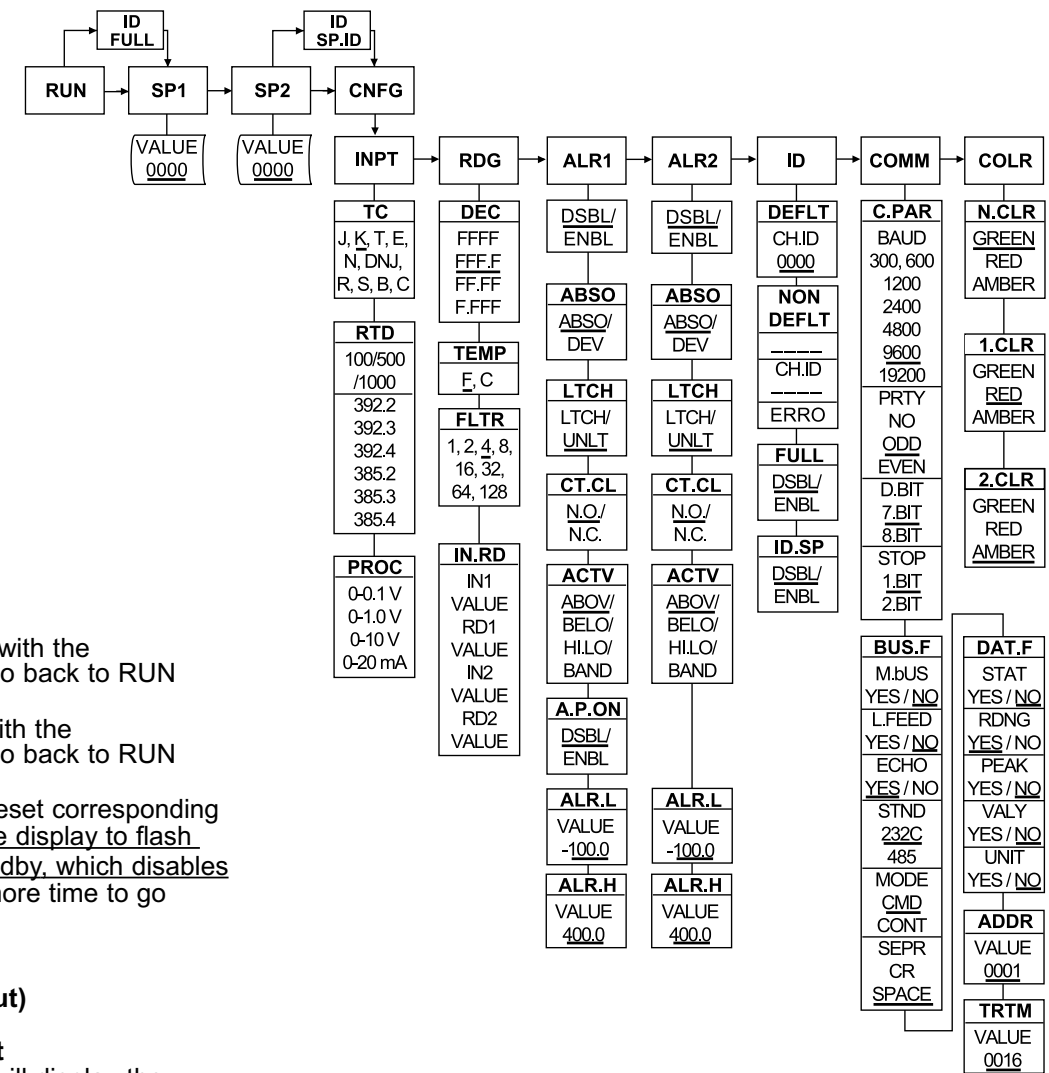 ID
FULL
ID
SP.ID
RUN
SP1
SP2
CNFG
VALUE
0000
VALUE
0000
INPT
RDG
ALR1
ALR2
ID
COMM
COLR
TC
J, K, T, E,
N, DNJ,
R, S, B, C
RTD
100/500
/1000
392.2
392.3
392.4
385.2
385.3
385.4
PROC
0-0.1 V
0-1.0 V
0-10 V
0-20 mA
DEC
FFFF
FFF.F
FF.FF
F.FFF
TEMP
F, C
FLTR
1, 2, 4, 8,
16, 32,
64, 128
IN.RD
IN1
VALUE
RD1
VALUE
IN2
VALUE
RD2
VALUE
DSBL/
ENBL
ABSO
ABSO/
DEV
LTCH
LTCH/
UNLT
CT.CL
N.O./
N.C.
ACTV
ABOV/
BELO/
HI.LO/
BAND
A.P.ON
DSBL/
ENBL
ALR.L
VALUE
-100.0
ALR.H
VALUE
400.0
DSBL/
ENBL
ABSO
ABSO/
DEV
LTCH
LTCH/
UNLT
CT.CL
N.O./
N.C.
ACTV
ABOV/
BELO/
HI.LO/
BAND
ALR.L
VALUE
-100.0
ALR.H
VALUE
400.0
DEFLT
CH.ID
0000
NON
DEFLT
_ _ _ _
CH.ID
_ _ _ _
ERRO
FULL
DSBL/
ENBL
ID.SP
DSBL/
ENBL
C.PAR
BAUD
300, 600
1200
2400
4800
9600
19200
PRTY
NO
ODD
EVEN
D.BIT
7.BIT
8.BIT
STOP
1.BIT
2.BIT
BUS.F
M.bUS
YES / NO
L.FEED
YES / NO
ECHO
YES / NO
STND
232C
485
MODE
CMD
CONT
SEPR
CR
SPACE
DAT.F
STAT
YES / NO
RDNG
YES / NO
PEAK
YES / NO
VALY
YES / NO
UNIT
YES / NO
ADDR
VALUE
0001
TRTM
VALUE
0016
N.CLR
GREEN
RED
AMBER
1.CLR
GREEN
RED
AMBER
2.CLR
GREEN
RED
AMBER
with the
o back to RUN
ith the
o back to RUN
eset corresponding
e display to flash
dby, which disables
nore time to go
ut)
t